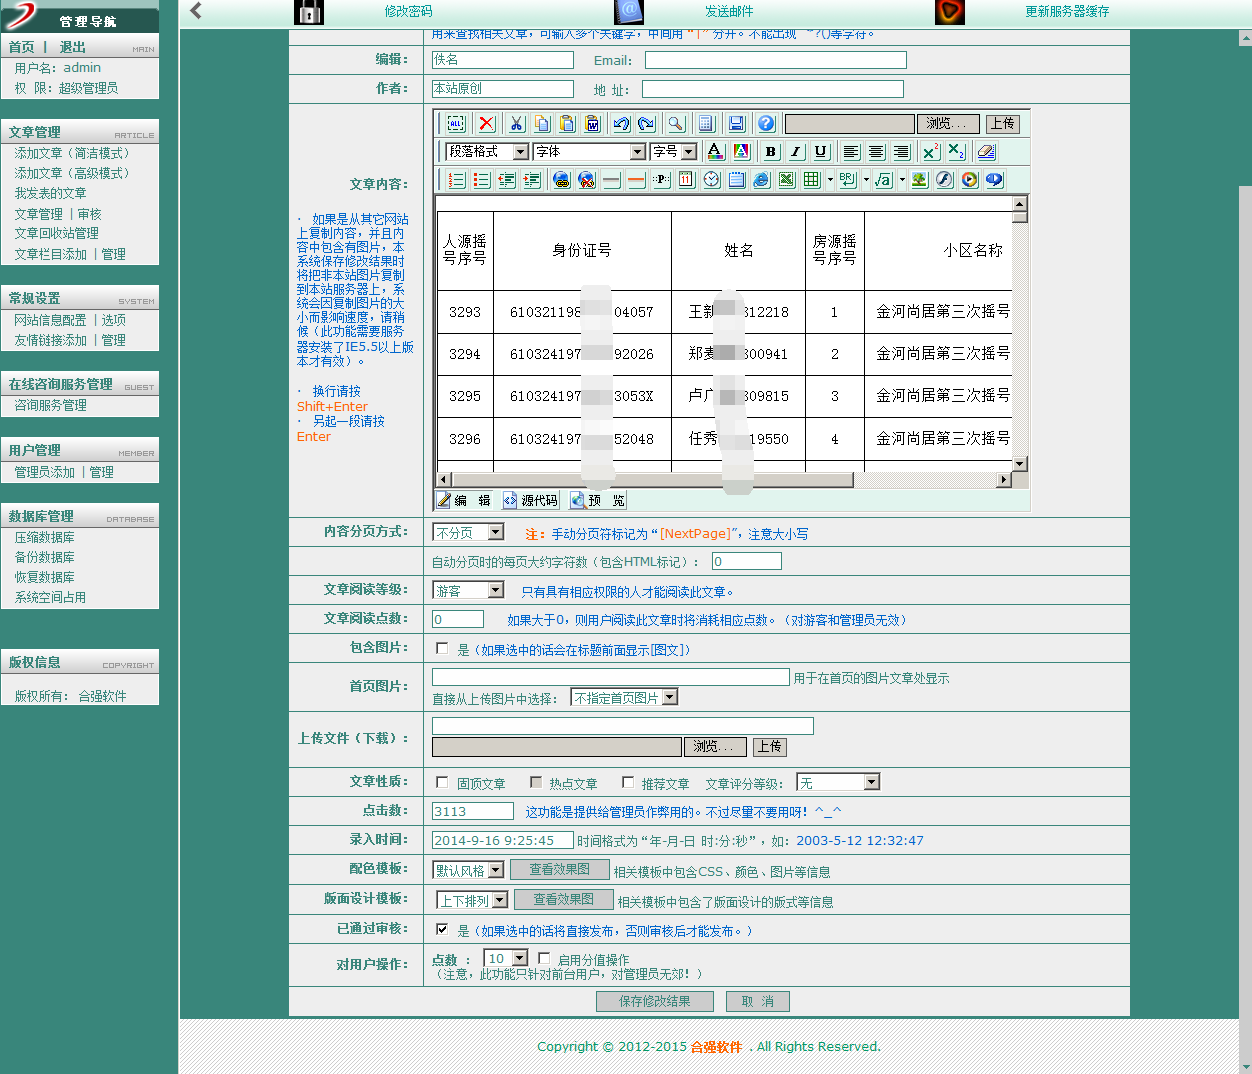 管理导航
修改密码
发送邮件
更新服务器缓存
首页 | 退出 MAIN
用户名：admin
权 限：超级管理员
文章管理 ARTICLE
添加文章（简洁模式）
添加文章（高级模式）
我发表的文章
文章管理 | 审核
文章回收站管理
文章栏目添加 | 管理
常规设置 SYSTEM
网站信息配置 | 选项
友情链接添加 | 管理
在线咨询服务管理 GUEST
咨询服务管理
用户管理 MEMBER
管理员添加 | 管理
数据库管理 DATABASE
压缩数据库
备份数据库
恢复数据库
系统空间占用
版权信息 COPYRIGHT
版权所有： 合强软件
用来查找相关文章，可输入多个关键字，中间用“|”分开。不能出现 "'?()等字符。
编辑： 佚名 Email：
作者： 本站原创 地 址：
文章内容：
· 如果是从其它网站
上复制内容，并且内
容中包含有图片，本
系统保存修改结果时
将把非本站图片复制
到本站服务器上，系
统会因复制图片的大
小而影响速度，请稍
候（此功能需要服务
器安装了IE5.5以上版
本才有效）。
· 换行请按
Shift+Enter
· 另起一段请按
Enter
浏览... 上传
段落格式 字体 字号
人源摇号序号 身份证号 姓名 房源摇号序号 小区名称
3293 610321198 04057 王新 312218 1 金河尚居第三次摇号
3294 610324197 92026 郑麦 300941 2 金河尚居第三次摇号
3295 610324197 3053X 卢广 309815 3 金河尚居第三次摇号
3296 610324197 52048 任秀 19550 4 金河尚居第三次摇号
编 辑 源代码 预 览
内容分页方式： 不分页 注：手动分页符标记为“[NextPage]”，注意大小写
自动分页时的每页大约字符数（包含HTML标记）： 0
文章阅读等级： 游客 只有具有相应权限的人才能阅读此文章。
文章阅读点数： 0 如果大于0，则用户阅读此文章时将消耗相应点数。（对游客和管理员无效）
包含图片： 是（如果选中的话会在标题前面显示[图文]）
首页图片： 用于在首页的图片文章处显示
直接从上传图片中选择： 不指定首页图片
上传文件（下载）：
浏览... 上传
文章性质： 固顶文章 热点文章 推荐文章 文章评分等级： 无
点击数： 3113 这功能是提供给管理员作弊用的。不过尽量不要用呀！^_^
录入时间： 2014-9-16 9:25:45 时间格式为“年-月-日 时:分:秒”，如：2003-5-12 12:32:47
配色模板： 默认风格 查看效果图 相关模板中包含CSS、颜色、图片等信息
版面设计模板： 上下排列 查看效果图 相关模板中包含了版面设计的版式等信息
已通过审核： 是（如果选中的话将直接发布，否则审核后才能发布。）
对用户操作： 点数 ： 10 启用分值操作
（注意，此功能只针对前台用户，对管理员无郊！）
保存修改结果 取 消
Copyright © 2012-2015 合强软件 . All Rights Reserved.